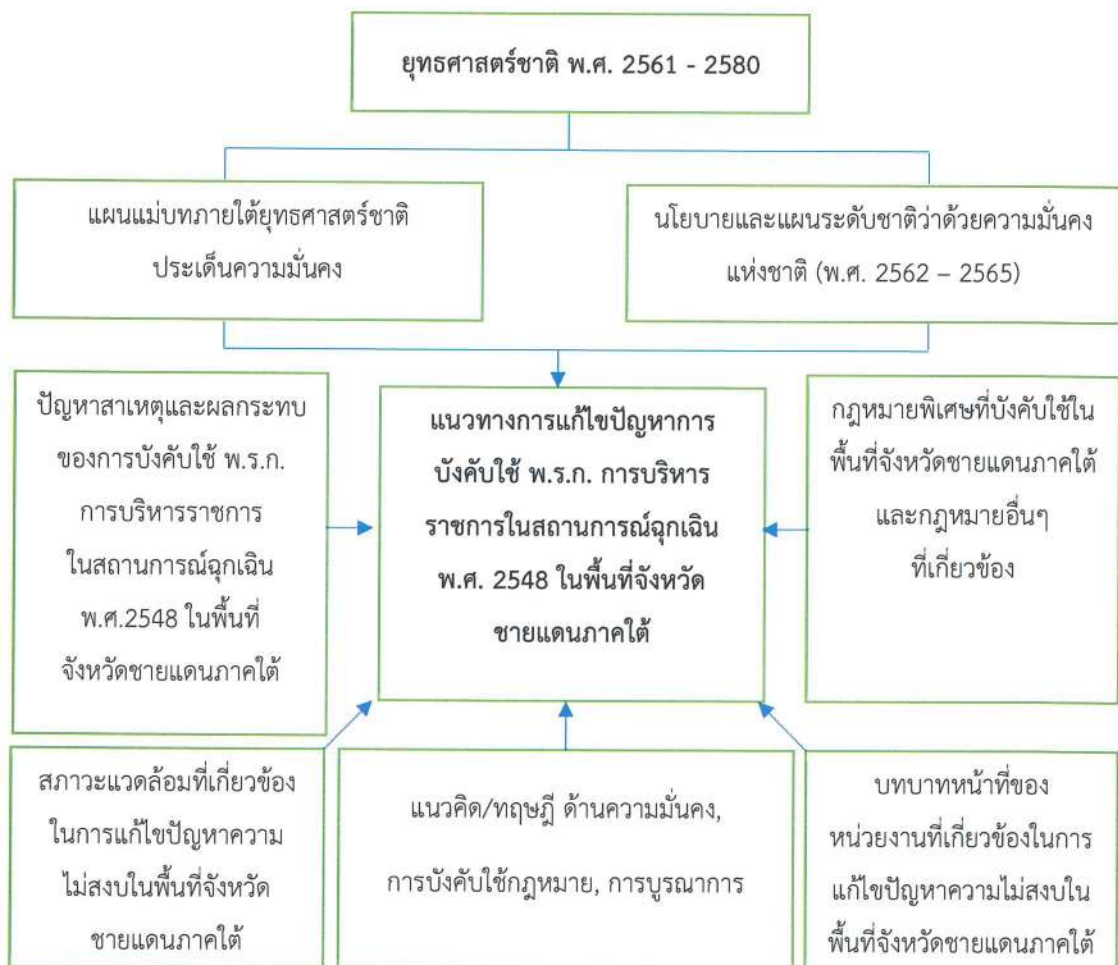 ยุทธศาสตร์ชาติ พ.ศ. 2561 - 2580
แผนแม่บทภายใต้ยุทธศาสตร์ชาติ
ประเด็นความมั่นคง
นโยบายและแผนระดับชาติว่าด้วยความมั่นคง
แห่งชาติ (พ.ศ. 2562 – 2565)
ปัญหาสาเหตุและผลกระทบ
ของการบังคับใช้ พ.ร.ก.
การบริหารราชการ
ในสถานการณ์ฉุกเฉิน
พ.ศ.2548 ในพื้นที่
จังหวัดชายแดนภาคใต้
แนวทางการแก้ไขปัญหาการ
บังคับใช้ พ.ร.ก. การบริหาร
ราชการในสถานการณ์ฉุกเฉิน
พ.ศ. 2548 ในพื้นที่จังหวัด
ชายแดนภาคใต้
กฎหมายพิเศษที่บังคับใช้ใน
พื้นที่จังหวัดชายแดนภาคใต้
และกฎหมายอื่นๆ
ที่เกี่ยวข้อง
สภาวะแวดล้อมที่เกี่ยวข้อง
ในการแก้ไขปัญหาความ
ไม่สงบในพื้นที่จังหวัด
ชายแดนภาคใต้
แนวคิด/ทฤษฎี ด้านความมั่นคง,
การบังคับใช้กฎหมาย, การบูรณาการ
บทบาทหน้าที่ของ
หน่วยงานที่เกี่ยวข้องในการ
แก้ไขปัญหาความไม่สงบใน
พื้นที่จังหวัดชายแดนภาคใต้